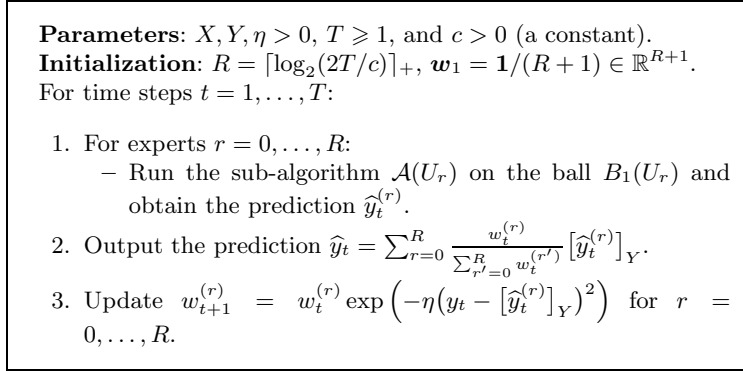 Parameters: X, Y, η > 0, T ⩾ 1, and c > 0 (a constant).
Initialization: R = ⌈log₂(2T/c)⌉₊, w₁ = 1/(R + 1) ∈ ℝ^{R+1}.
For time steps t = 1, . . . , T:
1. For experts r = 0, . . . , R:
– Run the sub-algorithm 𝒜(U_r) on the ball B₁(U_r) and
obtain the prediction ŷ_t^{(r)}.
2. Output the prediction ŷ_t = ∑_{r=0}^{R} w_t^{(r)} / ∑_{r'=0}^{R} w_t^{(r')} [ŷ_t^{(r)}]_Y.
3. Update w_{t+1}^{(r)} = w_t^{(r)} exp(−η(y_t − [ŷ_t^{(r)}]_Y)²) for r =
0, . . . , R.